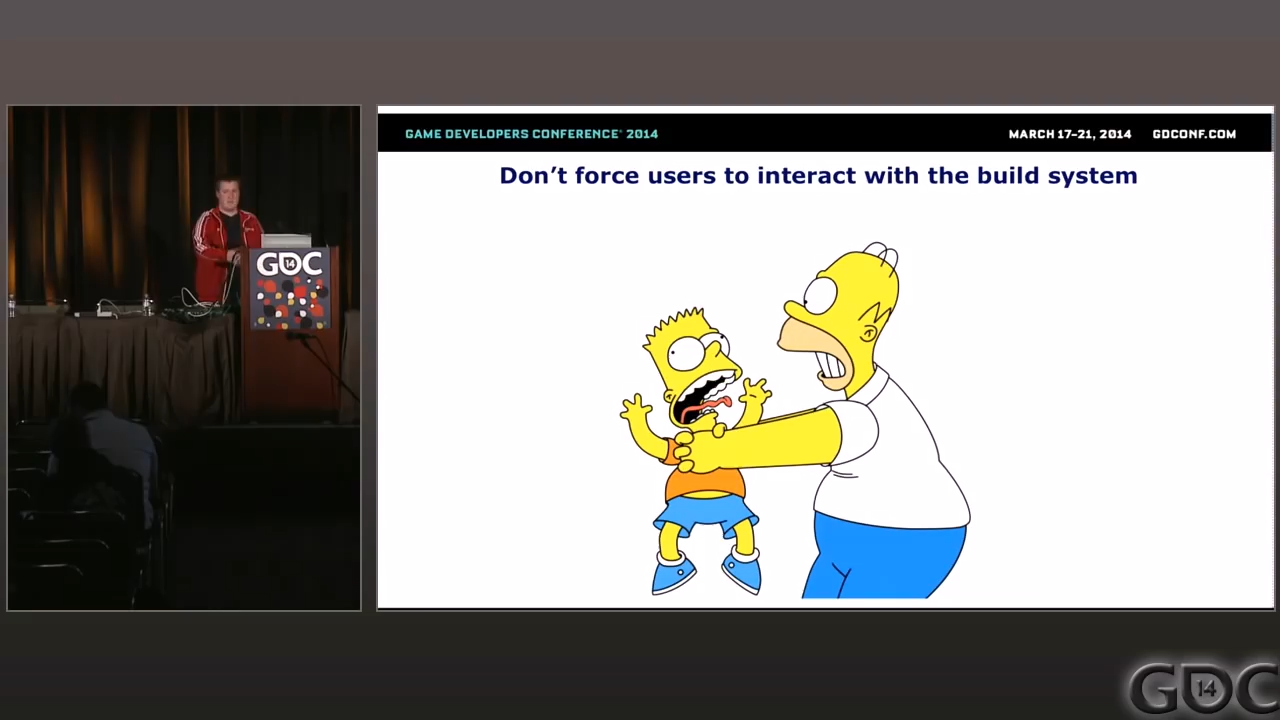 GAME DEVELOPERS CONFERENCE® 2014
MARCH 17-21, 2014 GDCONF.COM
Don't force users to interact with the build system
GDC
14
GDC
14